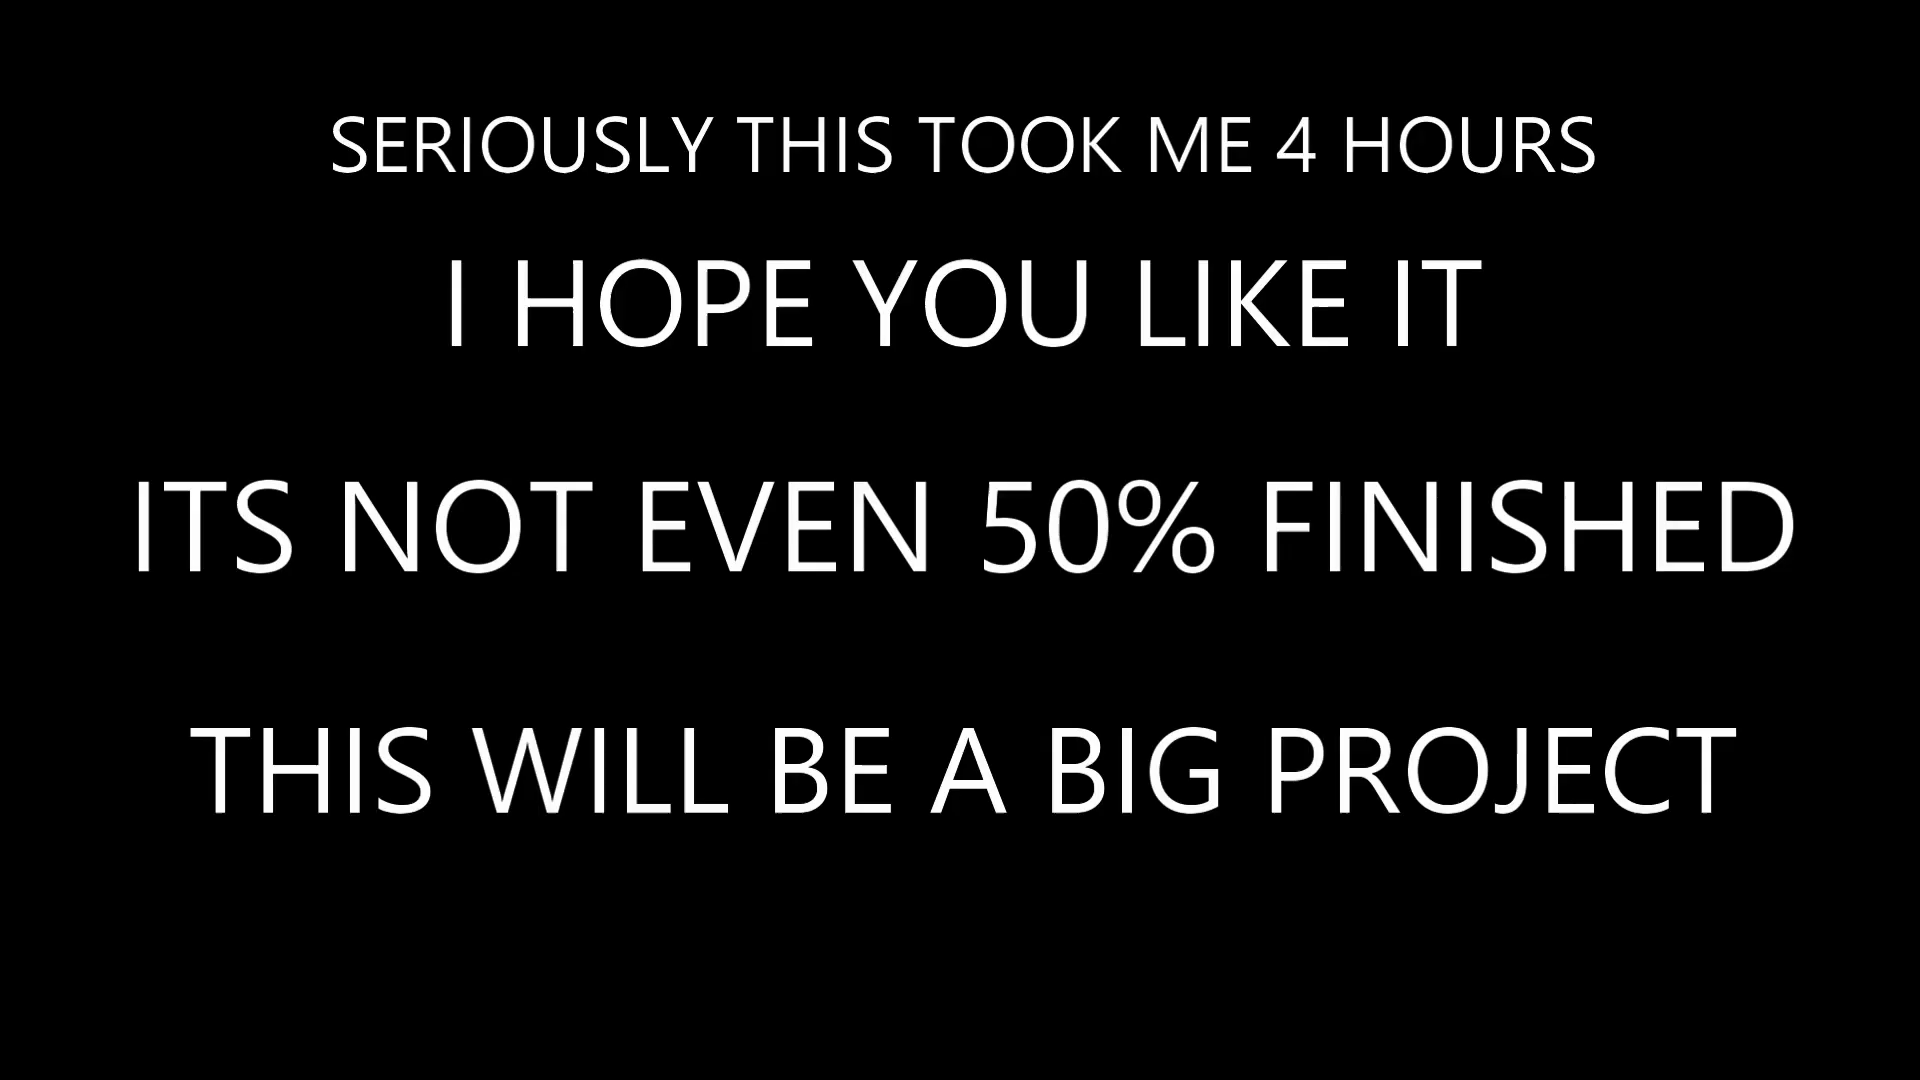 SERIOUSLY THIS TOOK ME 4 HOURS
I HOPE YOU LIKE IT
ITS NOT EVEN 50% FINISHED
THIS WILL BE A BIG PROJECT